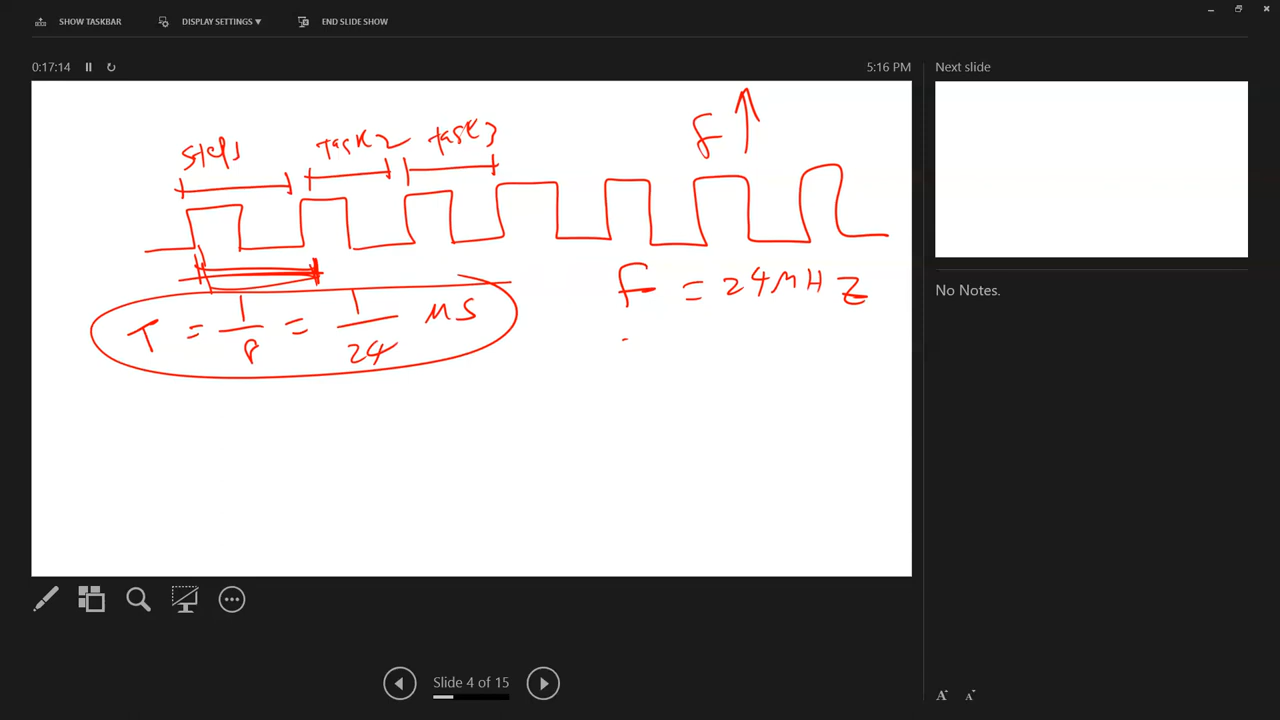 SHOW TASKBAR
DISPLAY SETTINGS ▼
END SLIDE SHOW
0:17:14
5:16 PM
Next slide
Step1
Task2
Task3
f ↑
F = 24MHZ
T = 1/f = 1/24 MS
No Notes.
Slide 4 of 15
A A